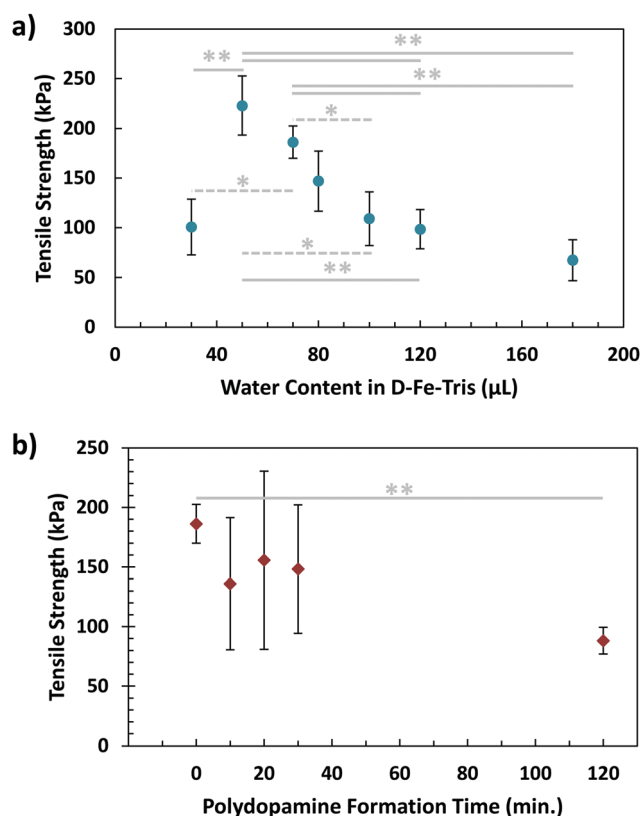 a)
300
250
200
150
100
50
0
Tensile Strength (kPa)
**
**
**
*
*
*
**
0 40 80 120 160 200
Water Content in D-Fe-Tris (µL)
b)
250
200
150
100
50
0
Tensile Strength (kPa)
**
0 20 40 60 80 100 120
Polydopamine Formation Time (min.)